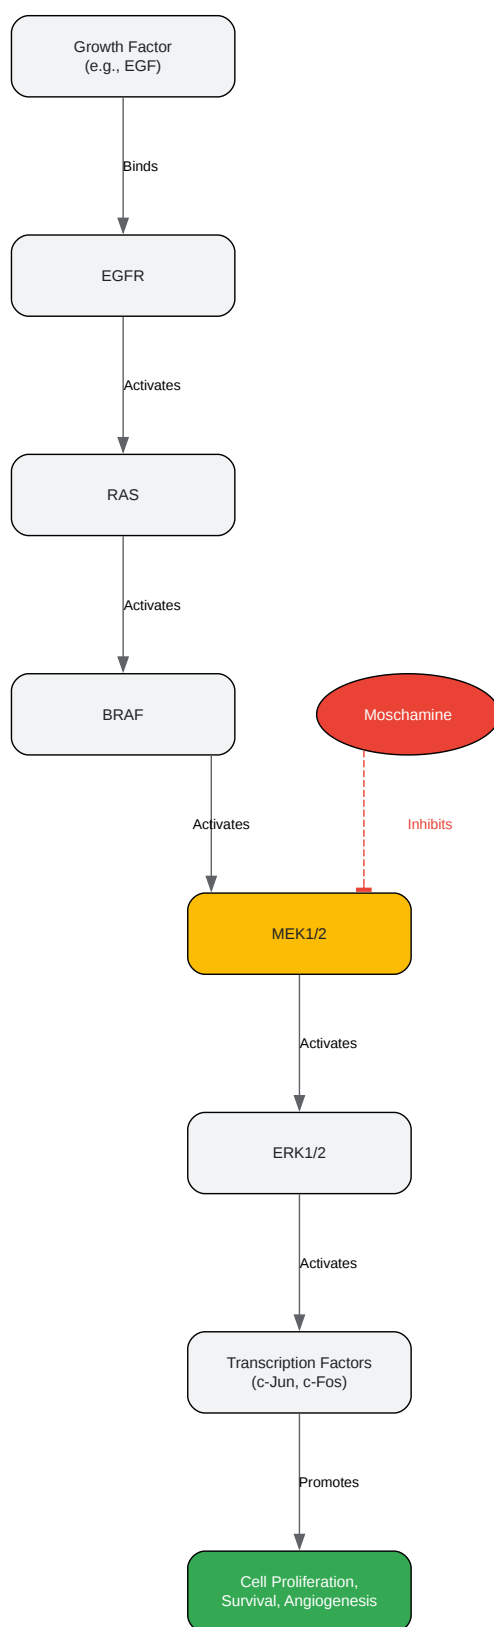 Growth Factor
(e.g., EGF)
Binds
EGFR
Activates
RAS
Activates
BRAF
Moschamine
Activates
Inhibits
MEK1/2
Activates
ERK1/2
Activates
Transcription Factors
(c-Jun, c-Fos)
Promotes
Cell Proliferation,
Survival, Angiogenesis